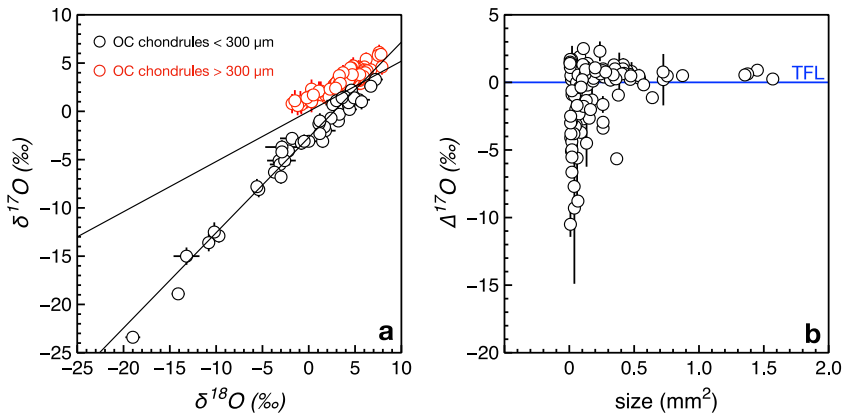 OC chondrules < 300 µm
OC chondrules > 300 µm
10
5
0
−5
−10
−15
−20
−25
δ¹⁷O (‰)
−25 −20 −15 −10 −5 0 5 10
δ¹⁸O (‰)
a
5
0
−5
−10
−15
−20
Δ¹⁷O (‰)
TFL
0 0.5 1.0 1.5 2.0
size (mm²)
b